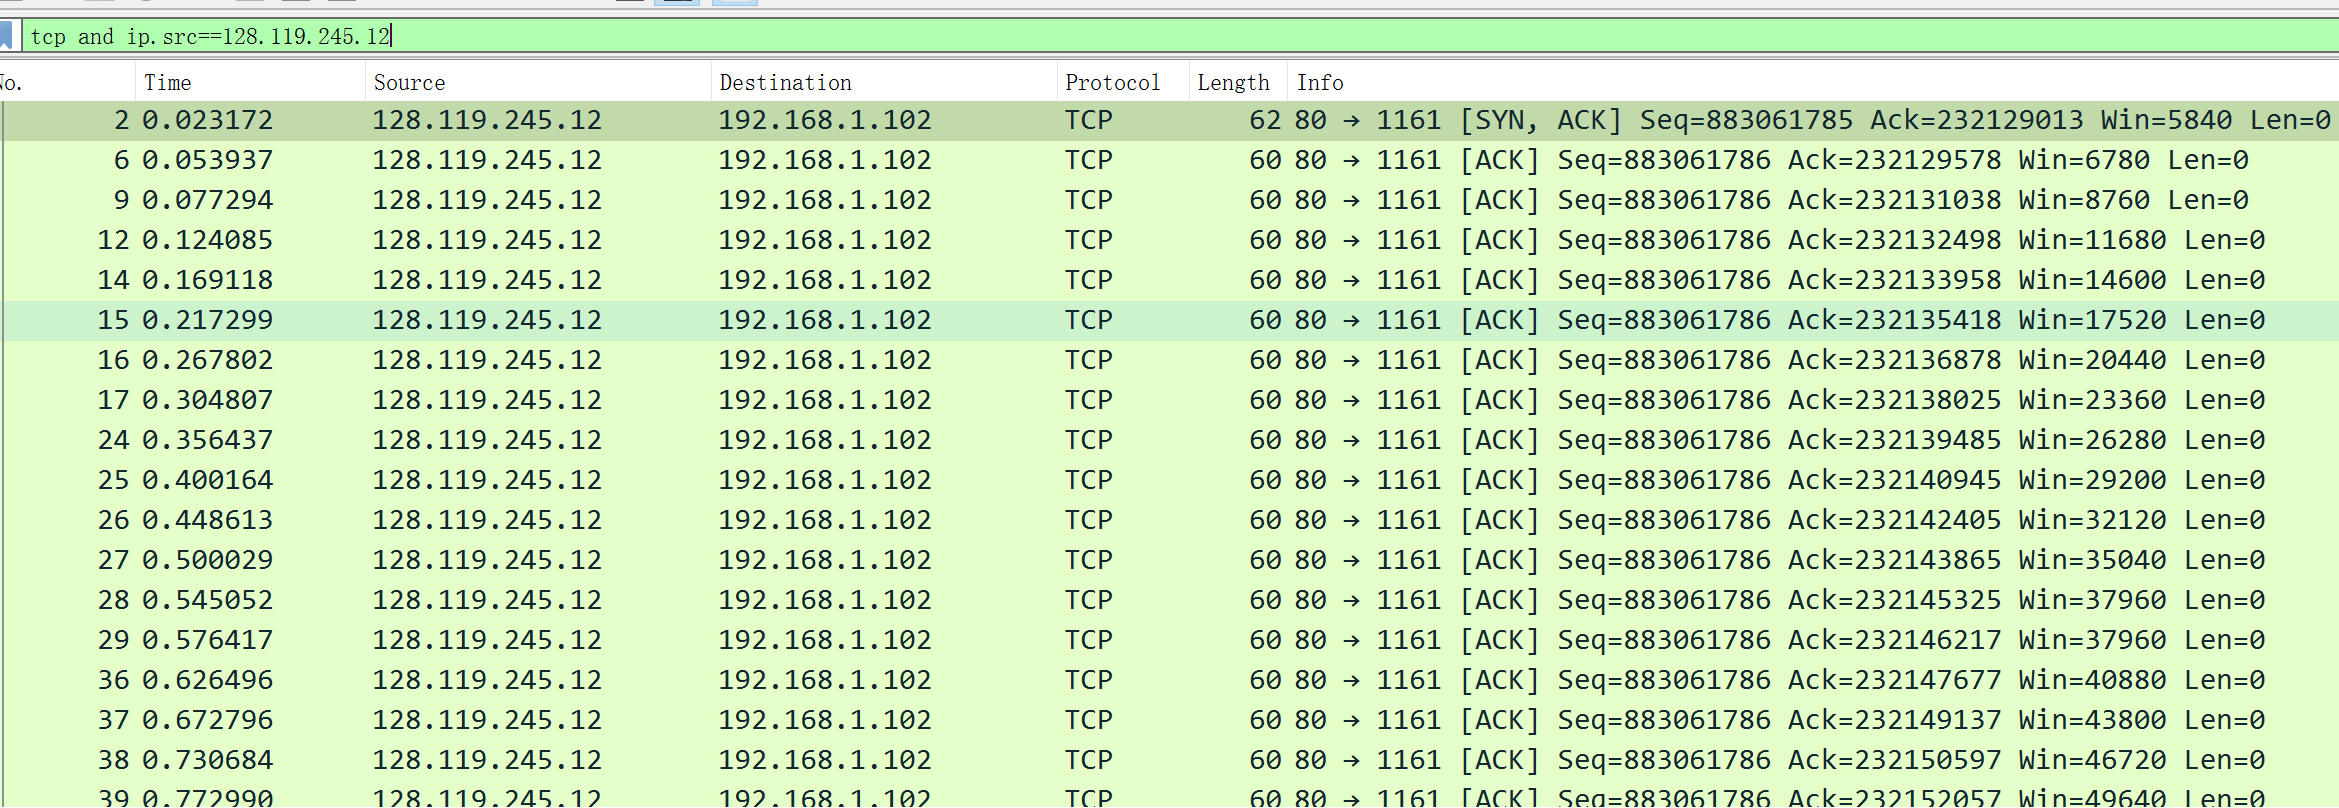 tcp and ip.src==128.119.245.12
No. Time Source Destination Protocol Length Info
2 0.023172 128.119.245.12 192.168.1.102 TCP 62 80 → 1161 [SYN, ACK] Seq=883061785 Ack=232129013 Win=5840 Len=0
6 0.053937 128.119.245.12 192.168.1.102 TCP 60 80 → 1161 [ACK] Seq=883061786 Ack=232129578 Win=6780 Len=0
9 0.077294 128.119.245.12 192.168.1.102 TCP 60 80 → 1161 [ACK] Seq=883061786 Ack=232131038 Win=8760 Len=0
12 0.124085 128.119.245.12 192.168.1.102 TCP 60 80 → 1161 [ACK] Seq=883061786 Ack=232132498 Win=11680 Len=0
14 0.169118 128.119.245.12 192.168.1.102 TCP 60 80 → 1161 [ACK] Seq=883061786 Ack=232133958 Win=14600 Len=0
15 0.217299 128.119.245.12 192.168.1.102 TCP 60 80 → 1161 [ACK] Seq=883061786 Ack=232135418 Win=17520 Len=0
16 0.267802 128.119.245.12 192.168.1.102 TCP 60 80 → 1161 [ACK] Seq=883061786 Ack=232136878 Win=20440 Len=0
17 0.304807 128.119.245.12 192.168.1.102 TCP 60 80 → 1161 [ACK] Seq=883061786 Ack=232138025 Win=23360 Len=0
24 0.356437 128.119.245.12 192.168.1.102 TCP 60 80 → 1161 [ACK] Seq=883061786 Ack=232139485 Win=26280 Len=0
25 0.400164 128.119.245.12 192.168.1.102 TCP 60 80 → 1161 [ACK] Seq=883061786 Ack=232140945 Win=29200 Len=0
26 0.448613 128.119.245.12 192.168.1.102 TCP 60 80 → 1161 [ACK] Seq=883061786 Ack=232142405 Win=32120 Len=0
27 0.500029 128.119.245.12 192.168.1.102 TCP 60 80 → 1161 [ACK] Seq=883061786 Ack=232143865 Win=35040 Len=0
28 0.545052 128.119.245.12 192.168.1.102 TCP 60 80 → 1161 [ACK] Seq=883061786 Ack=232145325 Win=37960 Len=0
29 0.576417 128.119.245.12 192.168.1.102 TCP 60 80 → 1161 [ACK] Seq=883061786 Ack=232146217 Win=37960 Len=0
36 0.626496 128.119.245.12 192.168.1.102 TCP 60 80 → 1161 [ACK] Seq=883061786 Ack=232147677 Win=40880 Len=0
37 0.672796 128.119.245.12 192.168.1.102 TCP 60 80 → 1161 [ACK] Seq=883061786 Ack=232149137 Win=43800 Len=0
38 0.730684 128.119.245.12 192.168.1.102 TCP 60 80 → 1161 [ACK] Seq=883061786 Ack=232150597 Win=46720 Len=0
39 0.772990 128.119.245.12 192.168.1.102 TCP 60 80 → 1161 [ACK] Seq=883061786 Ack=232152057 Win=49640 Len=0